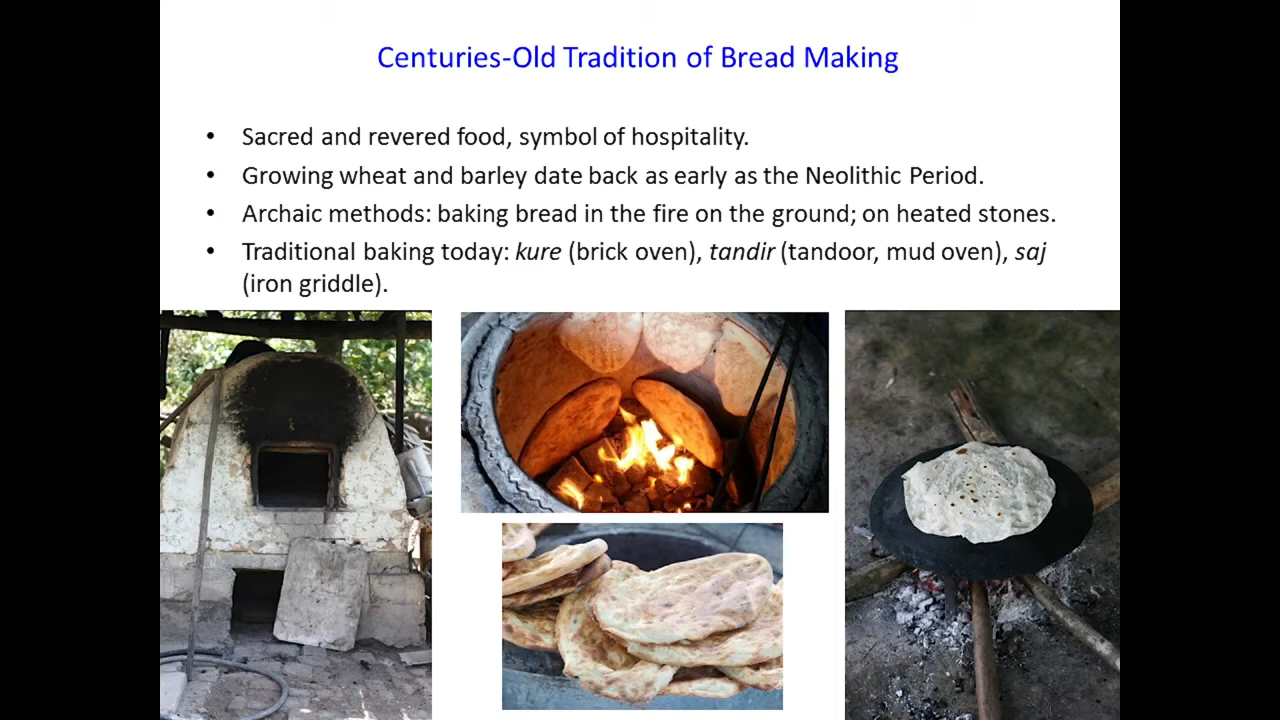 Centuries-Old Tradition of Bread Making
• Sacred and revered food, symbol of hospitality.
• Growing wheat and barley date back as early as the Neolithic Period.
• Archaic methods: baking bread in the fire on the ground; on heated stones.
• Traditional baking today: kure (brick oven), tandir (tandoor, mud oven), saj
(iron griddle).